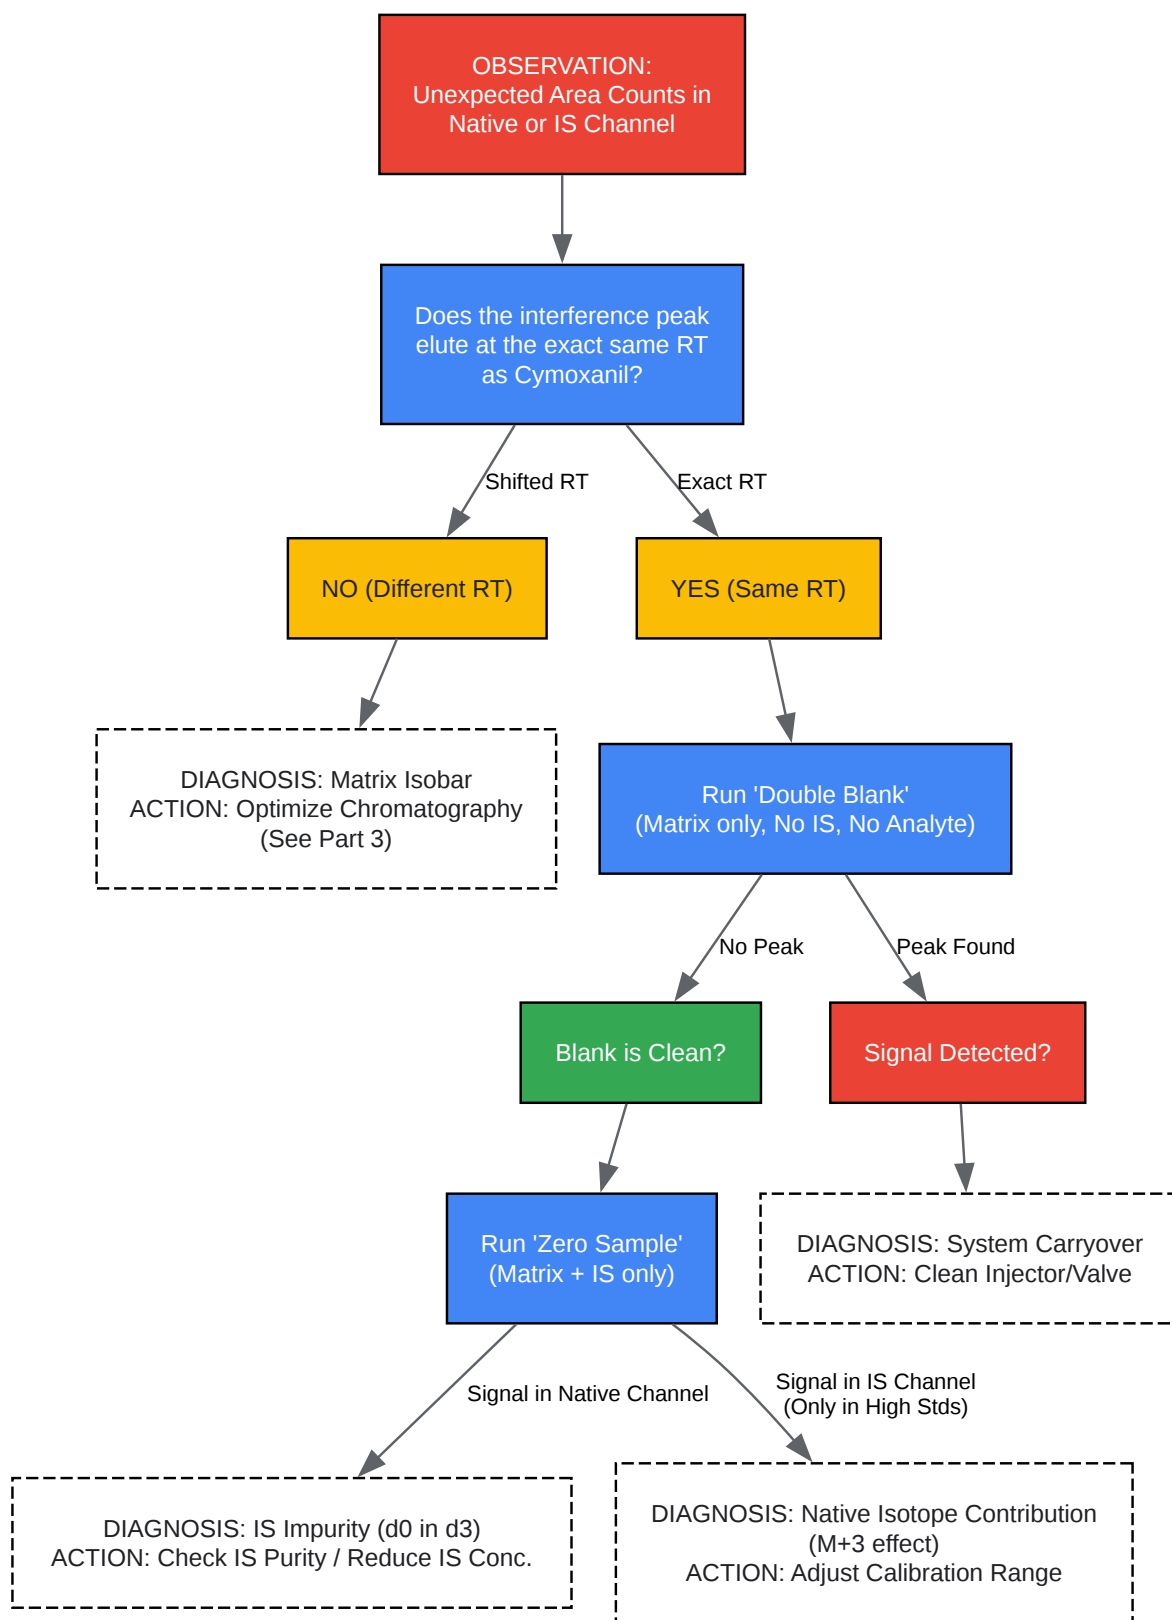 OBSERVATION:
Unexpected Area Counts in
Native or IS Channel
Does the interference peak
elute at the exact same RT
as Cymoxanil?
Shifted RT
Exact RT
NO (Different RT)
YES (Same RT)
DIAGNOSIS: Matrix Isobar
ACTION: Optimize Chromatography
(See Part 3)
Run 'Double Blank'
(Matrix only, No IS, No Analyte)
No Peak
Peak Found
Blank is Clean?
Signal Detected?
Run 'Zero Sample'
(Matrix + IS only)
DIAGNOSIS: System Carryover
ACTION: Clean Injector/Valve
Signal in Native Channel
Signal in IS Channel
(Only in High Stds)
DIAGNOSIS: IS Impurity (d0 in d3)
ACTION: Check IS Purity / Reduce IS Conc.
DIAGNOSIS: Native Isotope Contribution
(M+3 effect)
ACTION: Adjust Calibration Range